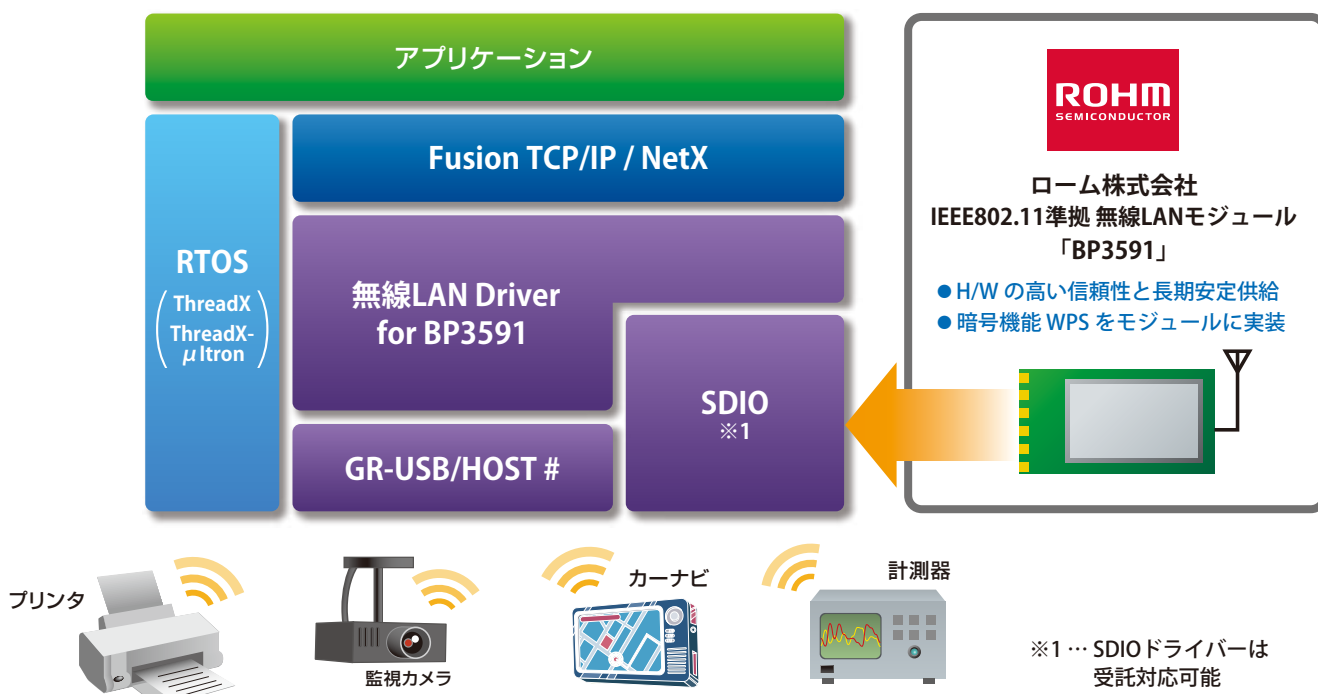 アプリケーション
RTOS
ThreadX
ThreadX-
μ Itron
Fusion TCP/IP / NetX
無線LAN Driver
for BP3591
GR-USB/HOST #
SDIO
※1
ROHM
SEMICONDUCTOR
ローム株式会社
IEEE802.11準拠 無線LANモジュール
「BP3591」
● H/W の高い信頼性と長期安定供給
● 暗号機能 WPS をモジュールに実装
プリンタ
監視カメラ
カーナビ
計測器
※1 … SDIOドライバーは
受託対応可能